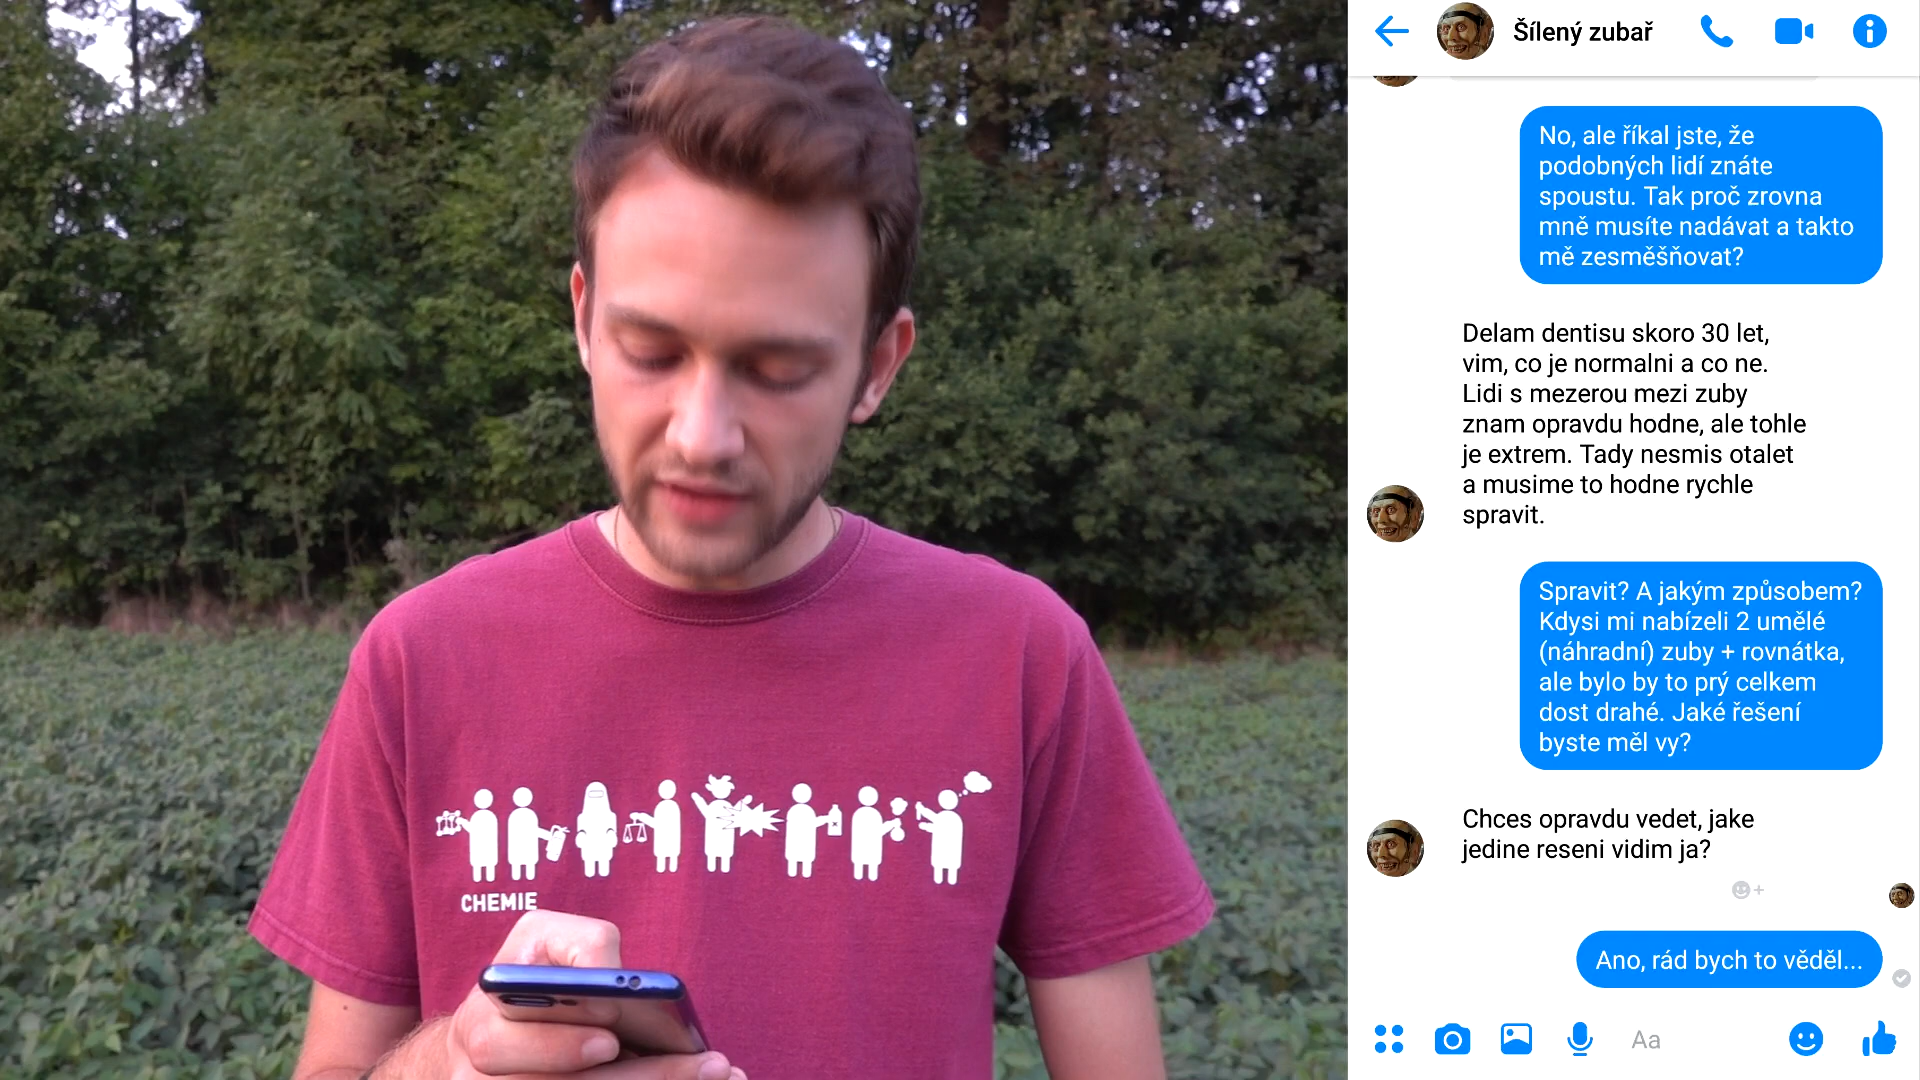 CHEMIE
Šílený zubař
No, ale říkal jste, že
podobných lidí znáte
spoustu. Tak proč zrovna
mně musíte nadávat a takto
mě zesměšňovat?
Delam dentisu skoro 30 let,
vim, co je normalni a co ne.
Lidi s mezerou mezi zuby
znam opravdu hodne, ale tohle
je extrem. Tady nesmis otalet
a musime to hodne rychle
spravit.
Spravit? A jakým způsobem?
Kdysi mi nabízeli 2 umělé
(náhradní) zuby + rovnátka,
ale bylo by to prý celkem
dost drahé. Jaké řešení
byste měl vy?
Chces opravdu vedet, jake
jedine reseni vidim ja?
Ano, rád bych to věděl...
Aa